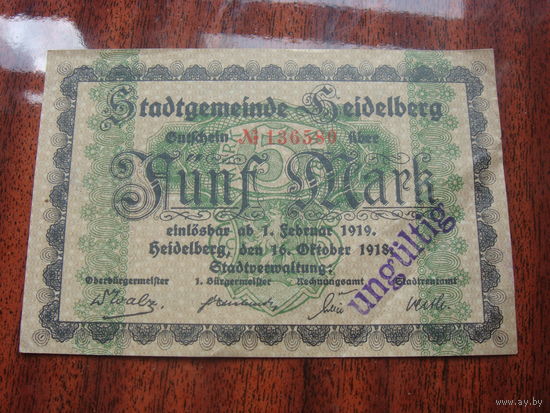 Stadtgemeinde Heidelberg
Gutschein № 136580 über
Fünf Mark
einlösbar ab 1. Februar 1919.
Heidelberg, den 16. Oktober 1918.
Stadtverwaltung:
Oberbürgermeister 1. Bürgermeister Rechnungsamt Stadtrentamt
ungültig
www.ay.by